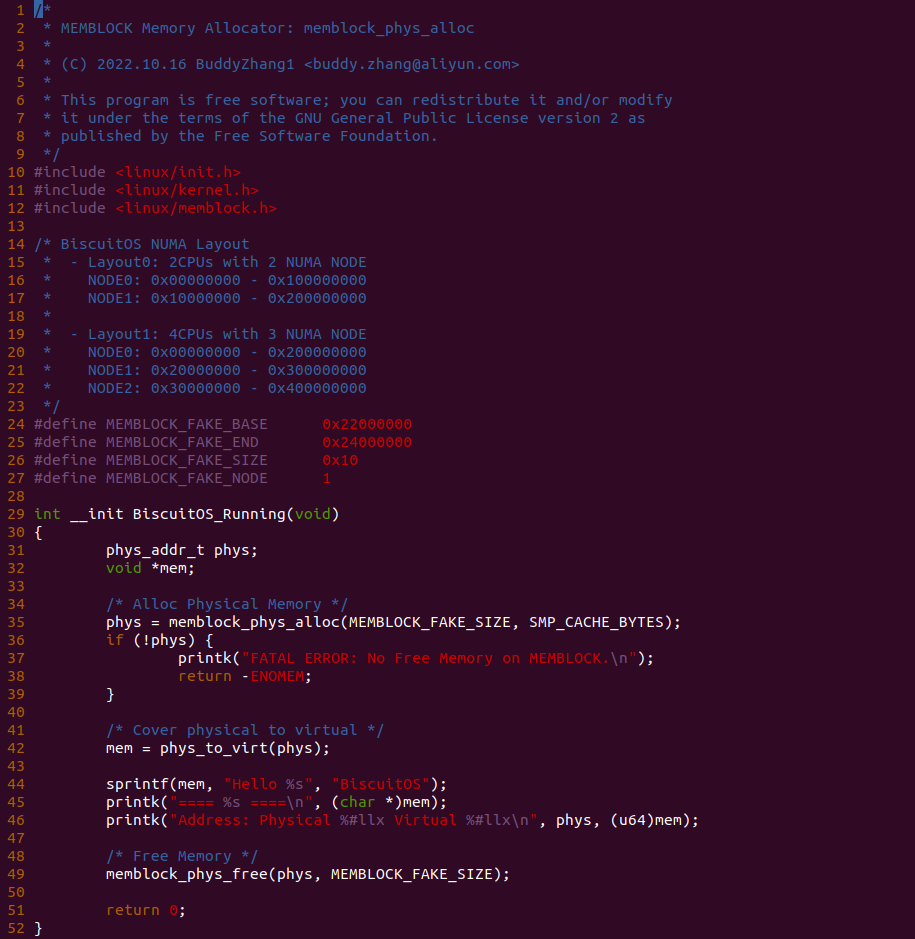 1 /*
2  * MEMBLOCK Memory Allocator: memblock_phys_alloc
3  *
4  * (C) 2022.10.16 BuddyZhang1 <buddy.zhang@aliyun.com>
5  *
6  * This program is free software; you can redistribute it and/or modify
7  * it under the terms of the GNU General Public License version 2 as
8  * published by the Free Software Foundation.
9  */
10 #include <linux/init.h>
11 #include <linux/kernel.h>
12 #include <linux/memblock.h>
13
14 /* BiscuitOS NUMA Layout
15  *  - Layout0: 2CPUs with 2 NUMA NODE
16  *    NODE0: 0x00000000 - 0x100000000
17  *    NODE1: 0x10000000 - 0x200000000
18  *
19  *  - Layout1: 4CPUs with 3 NUMA NODE
20  *    NODE0: 0x00000000 - 0x200000000
21  *    NODE1: 0x20000000 - 0x300000000
22  *    NODE2: 0x30000000 - 0x400000000
23  */
24 #define MEMBLOCK_FAKE_BASE      0x22000000
25 #define MEMBLOCK_FAKE_END       0x24000000
26 #define MEMBLOCK_FAKE_SIZE      0x10
27 #define MEMBLOCK_FAKE_NODE      1
28
29 int __init BiscuitOS_Running(void)
30 {
31         phys_addr_t phys;
32         void *mem;
33
34         /* Alloc Physical Memory */
35         phys = memblock_phys_alloc(MEMBLOCK_FAKE_SIZE, SMP_CACHE_BYTES);
36         if (!phys) {
37                 printk("FATAL ERROR: No Free Memory on MEMBLOCK.\n");
38                 return -ENOMEM;
39         }
40
41         /* Cover physical to virtual */
42         mem = phys_to_virt(phys);
43
44         sprintf(mem, "Hello %s", "BiscuitOS");
45         printk("==== %s ====\n", (char *)mem);
46         printk("Address: Physical %#llx Virtual %#llx\n", phys, (u64)mem);
47
48         /* Free Memory */
49         memblock_phys_free(phys, MEMBLOCK_FAKE_SIZE);
50
51         return 0;
52 }